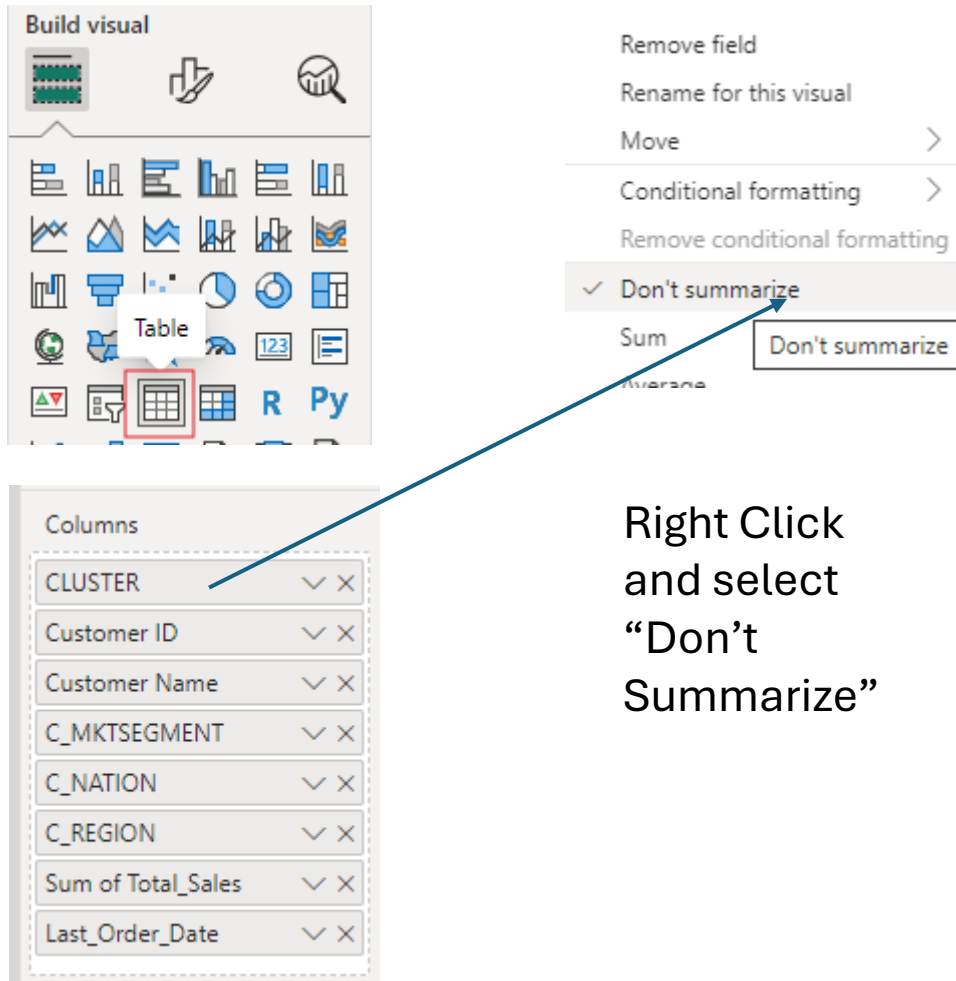 Build visual
123
Table
R
Py
Remove field
Rename for this visual
Move
Conditional formatting
Remove conditional formatting
Don't summarize
Sum
Don't summarize
Average
Columns
CLUSTER
Customer ID
Customer Name
C_MKTSEGMENT
C_NATION
C_REGION
Sum of Total_Sales
Last_Order_Date
Right Click
and select
“Don’t
Summarize”